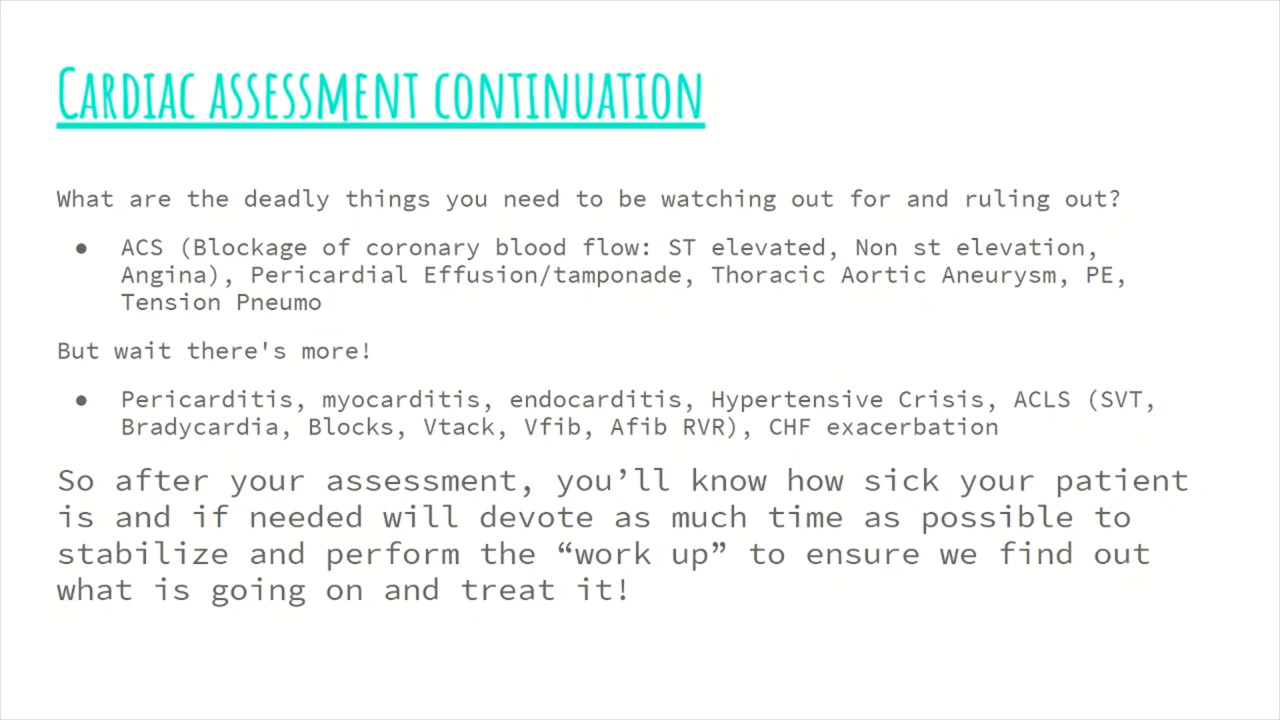 Cardiac assessment continuation
What are the deadly things you need to be watching out for and ruling out?
● ACS (Blockage of coronary blood flow: ST elevated, Non st elevation,
Angina), Pericardial Effusion/tamponade, Thoracic Aortic Aneurysm, PE,
Tension Pneumo
But wait there's more!
● Pericarditis, myocarditis, endocarditis, Hypertensive Crisis, ACLS (SVT,
Bradycardia, Blocks, Vtack, Vfib, Afib RVR), CHF exacerbation
So after your assessment, you’ll know how sick your patient
is and if needed will devote as much time as possible to
stabilize and perform the “work up” to ensure we find out
what is going on and treat it!